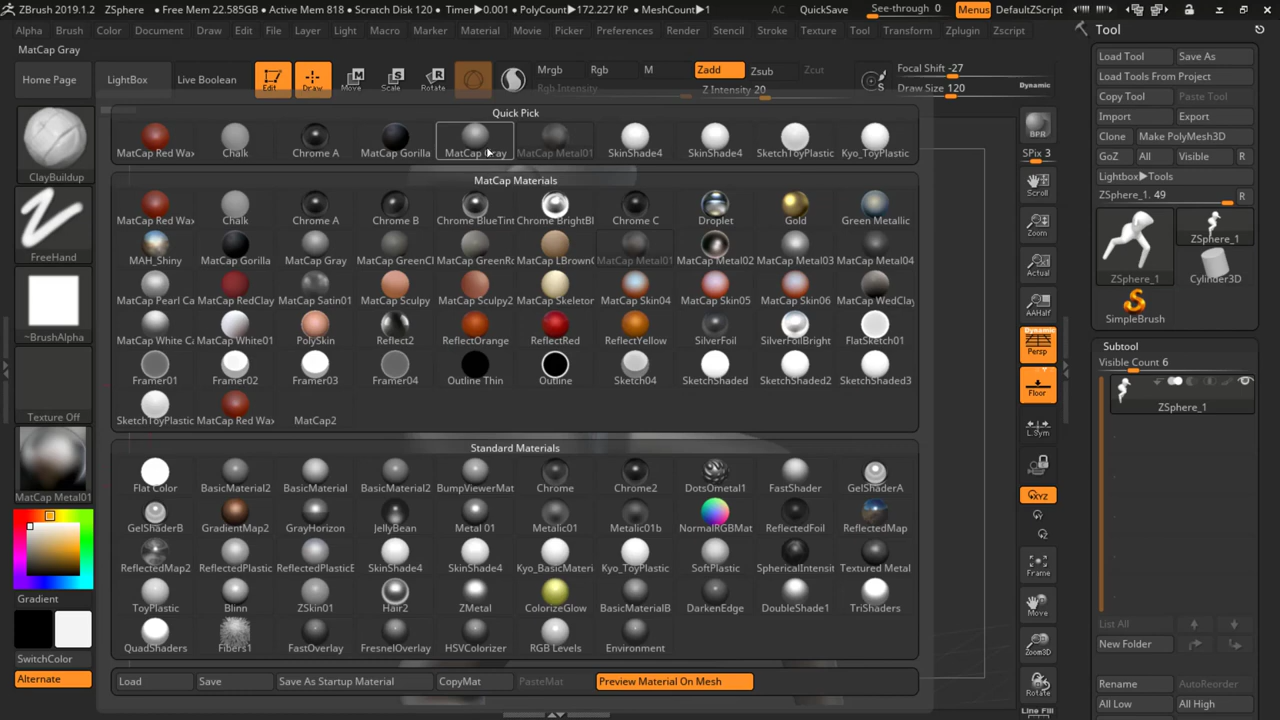 ZBrush 2019.1.2 ZSphere • Free Mem 22.585GB • Active Mem 818 • Scratch Disk 120 • Timer▶0.001 • PolyCount▶172.227 KP • MeshCount▶1 AC QuickSave See-through 0 Menus DefaultZScript
Alpha Brush Color Document Draw Edit File Layer Light Macro Marker Material Movie Picker Preferences Render Stencil Stroke Texture Tool Transform Zplugin Zscript
MatCap Gray
Home Page LightBox Live Boolean Edit Draw Move Scale Rotate
Mrgb Rgb M Zadd Zsub Zcut
Rgb Intensity Z Intensity 20
Focal Shift -27
Draw Size 120 Dynamic
Quick Pick
MatCap Red Wax Chalk Chrome A MatCap Gorilla MatCap Gray MatCap Metal01 SkinShade4 SkinShade4 SketchToyPlastic Kyo_ToyPlastic
MatCap Materials
MatCap Red Wax Chalk Chrome A Chrome B Chrome BlueTint Chrome BrightBl Chrome C Droplet Gold Green Metallic
MAH_Shiny MatCap Gorilla MatCap Gray MatCap GreenCl MatCap GreenRo MatCap LBrownC MatCap Metal01 MatCap Metal02 MatCap Metal03 MatCap Metal04
MatCap Pearl Ca MatCap RedClay MatCap Satin01 MatCap Sculpy MatCap Sculpy2 MatCap Skeleton MatCap Skin04 MatCap Skin05 MatCap Skin06 MatCap WedClay
MatCap White Ca MatCap White01 PolySkin Reflect2 ReflectOrange ReflectRed ReflectYellow SilverFoil SilverFoilBright FlatSketch01
Framer01 Framer02 Framer03 Framer04 Outline Thin Outline Sketch04 SketchShaded SketchShaded2 SketchShaded3
SketchToyPlastic MatCap Red Wax MatCap2
Standard Materials
Flat Color BasicMaterial2 BasicMaterial BasicMaterial2 BumpViewerMat Chrome Chrome2 DotsOmetal1 FastShader GelShaderA
GelShaderB GradientMap2 GrayHorizon JellyBean Metal 01 Metalic01 Metalic01b NormalRGBMat ReflectedFoil ReflectedMap
ReflectedMap2 ReflectedPlastic ReflectedPlasticB SkinShade4 SkinShade4 Kyo_BasicMateri Kyo_ToyPlastic SoftPlastic SphericalIntensit Textured Metal
ToyPlastic Blinn ZSkin01 Hair2 ZMetal ColorizeGlow BasicMaterialB DarkenEdge DoubleShade1 TriShaders
QuadShaders Fibers1 FastOverlay FresnelOverlay HSVColorizer RGB Levels Environment
Load Save Save As Startup Material CopyMat PasteMat Preview Material On Mesh
ClayBuildup
FreeHand
~BrushAlpha
Texture Off
MatCap Metal01
Gradient
SwitchColor
Alternate
BPR
SPix 3
Scroll
Zoom
Actual
AAHalf
Dynamic
Persp
Floor
L.Sym
XYZ
Y
Z
Frame
Move
Zoom3D
Rotate
Line Fill
Tool
Load Tool Save As
Load Tools From Project
Copy Tool Paste Tool
Import Export
Clone Make PolyMesh3D
GoZ All Visible R
Lightbox▶Tools
ZSphere_1. 49 R
ZSphere_1 ZSphere_1
Cylinder3D
SimpleBrush
Subtool
Visible Count 6
ZSphere_1
List All
New Folder
Rename AutoReorder
All Low All High